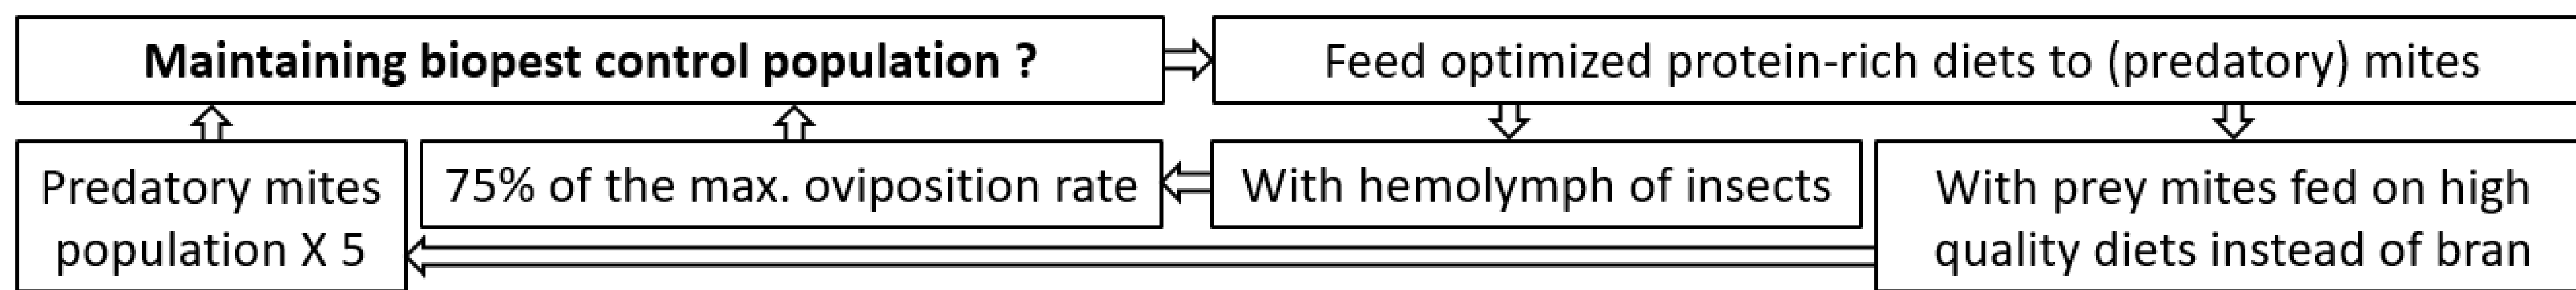 Maintaining biopest control population ?
Feed optimized protein-rich diets to (predatory) mites
Predatory mites
population X 5
75% of the max. oviposition rate
With hemolymph of insects
With prey mites fed on high
quality diets instead of bran